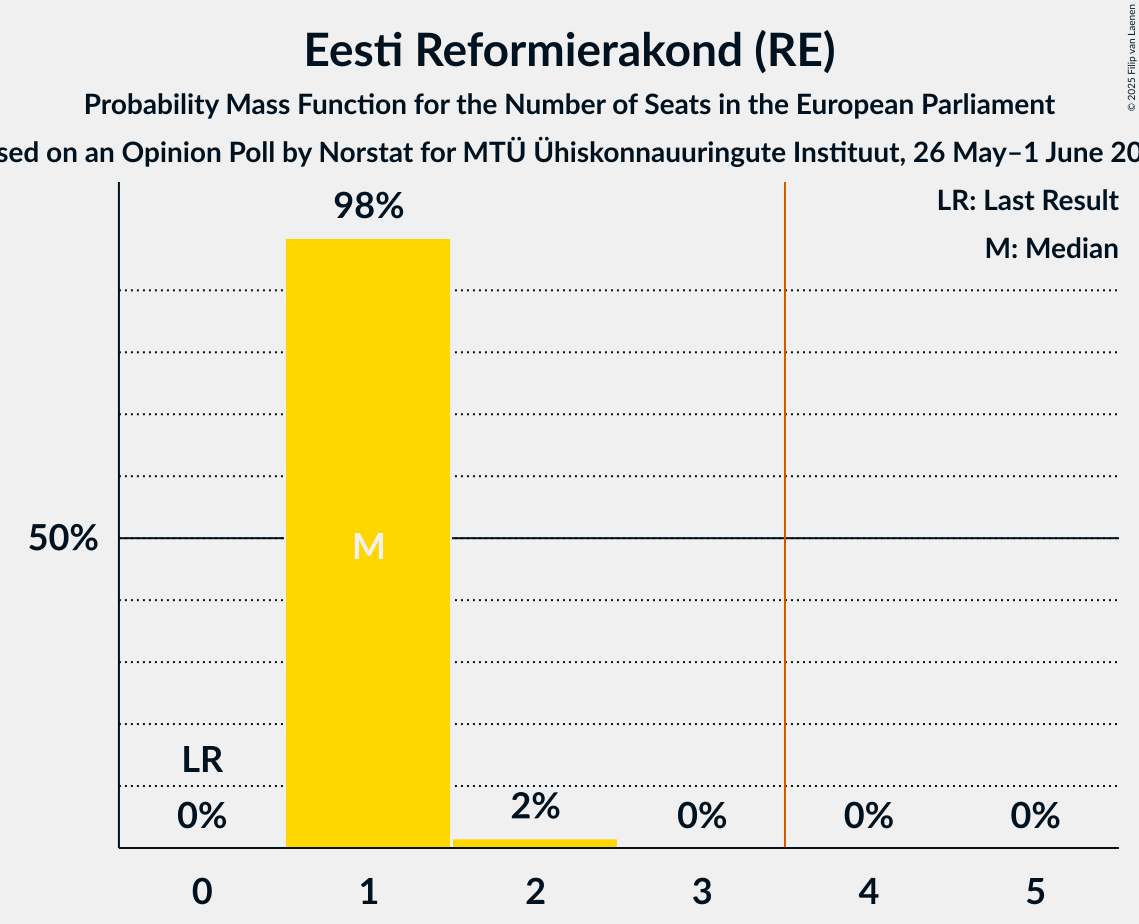 Eesti Reformierakond (RE)
Probability Mass Function for the Number of Seats in the European Parliament
sed on an Opinion Poll by Norstat for MTÜ Ühiskonnauuringute Instituut, 26 May–1 June 20
© 2025 Filip van Laenen
LR: Last Result
M: Median
98%
50%
M
LR
0%
2%
0%
0%
0%
0
1
2
3
4
5